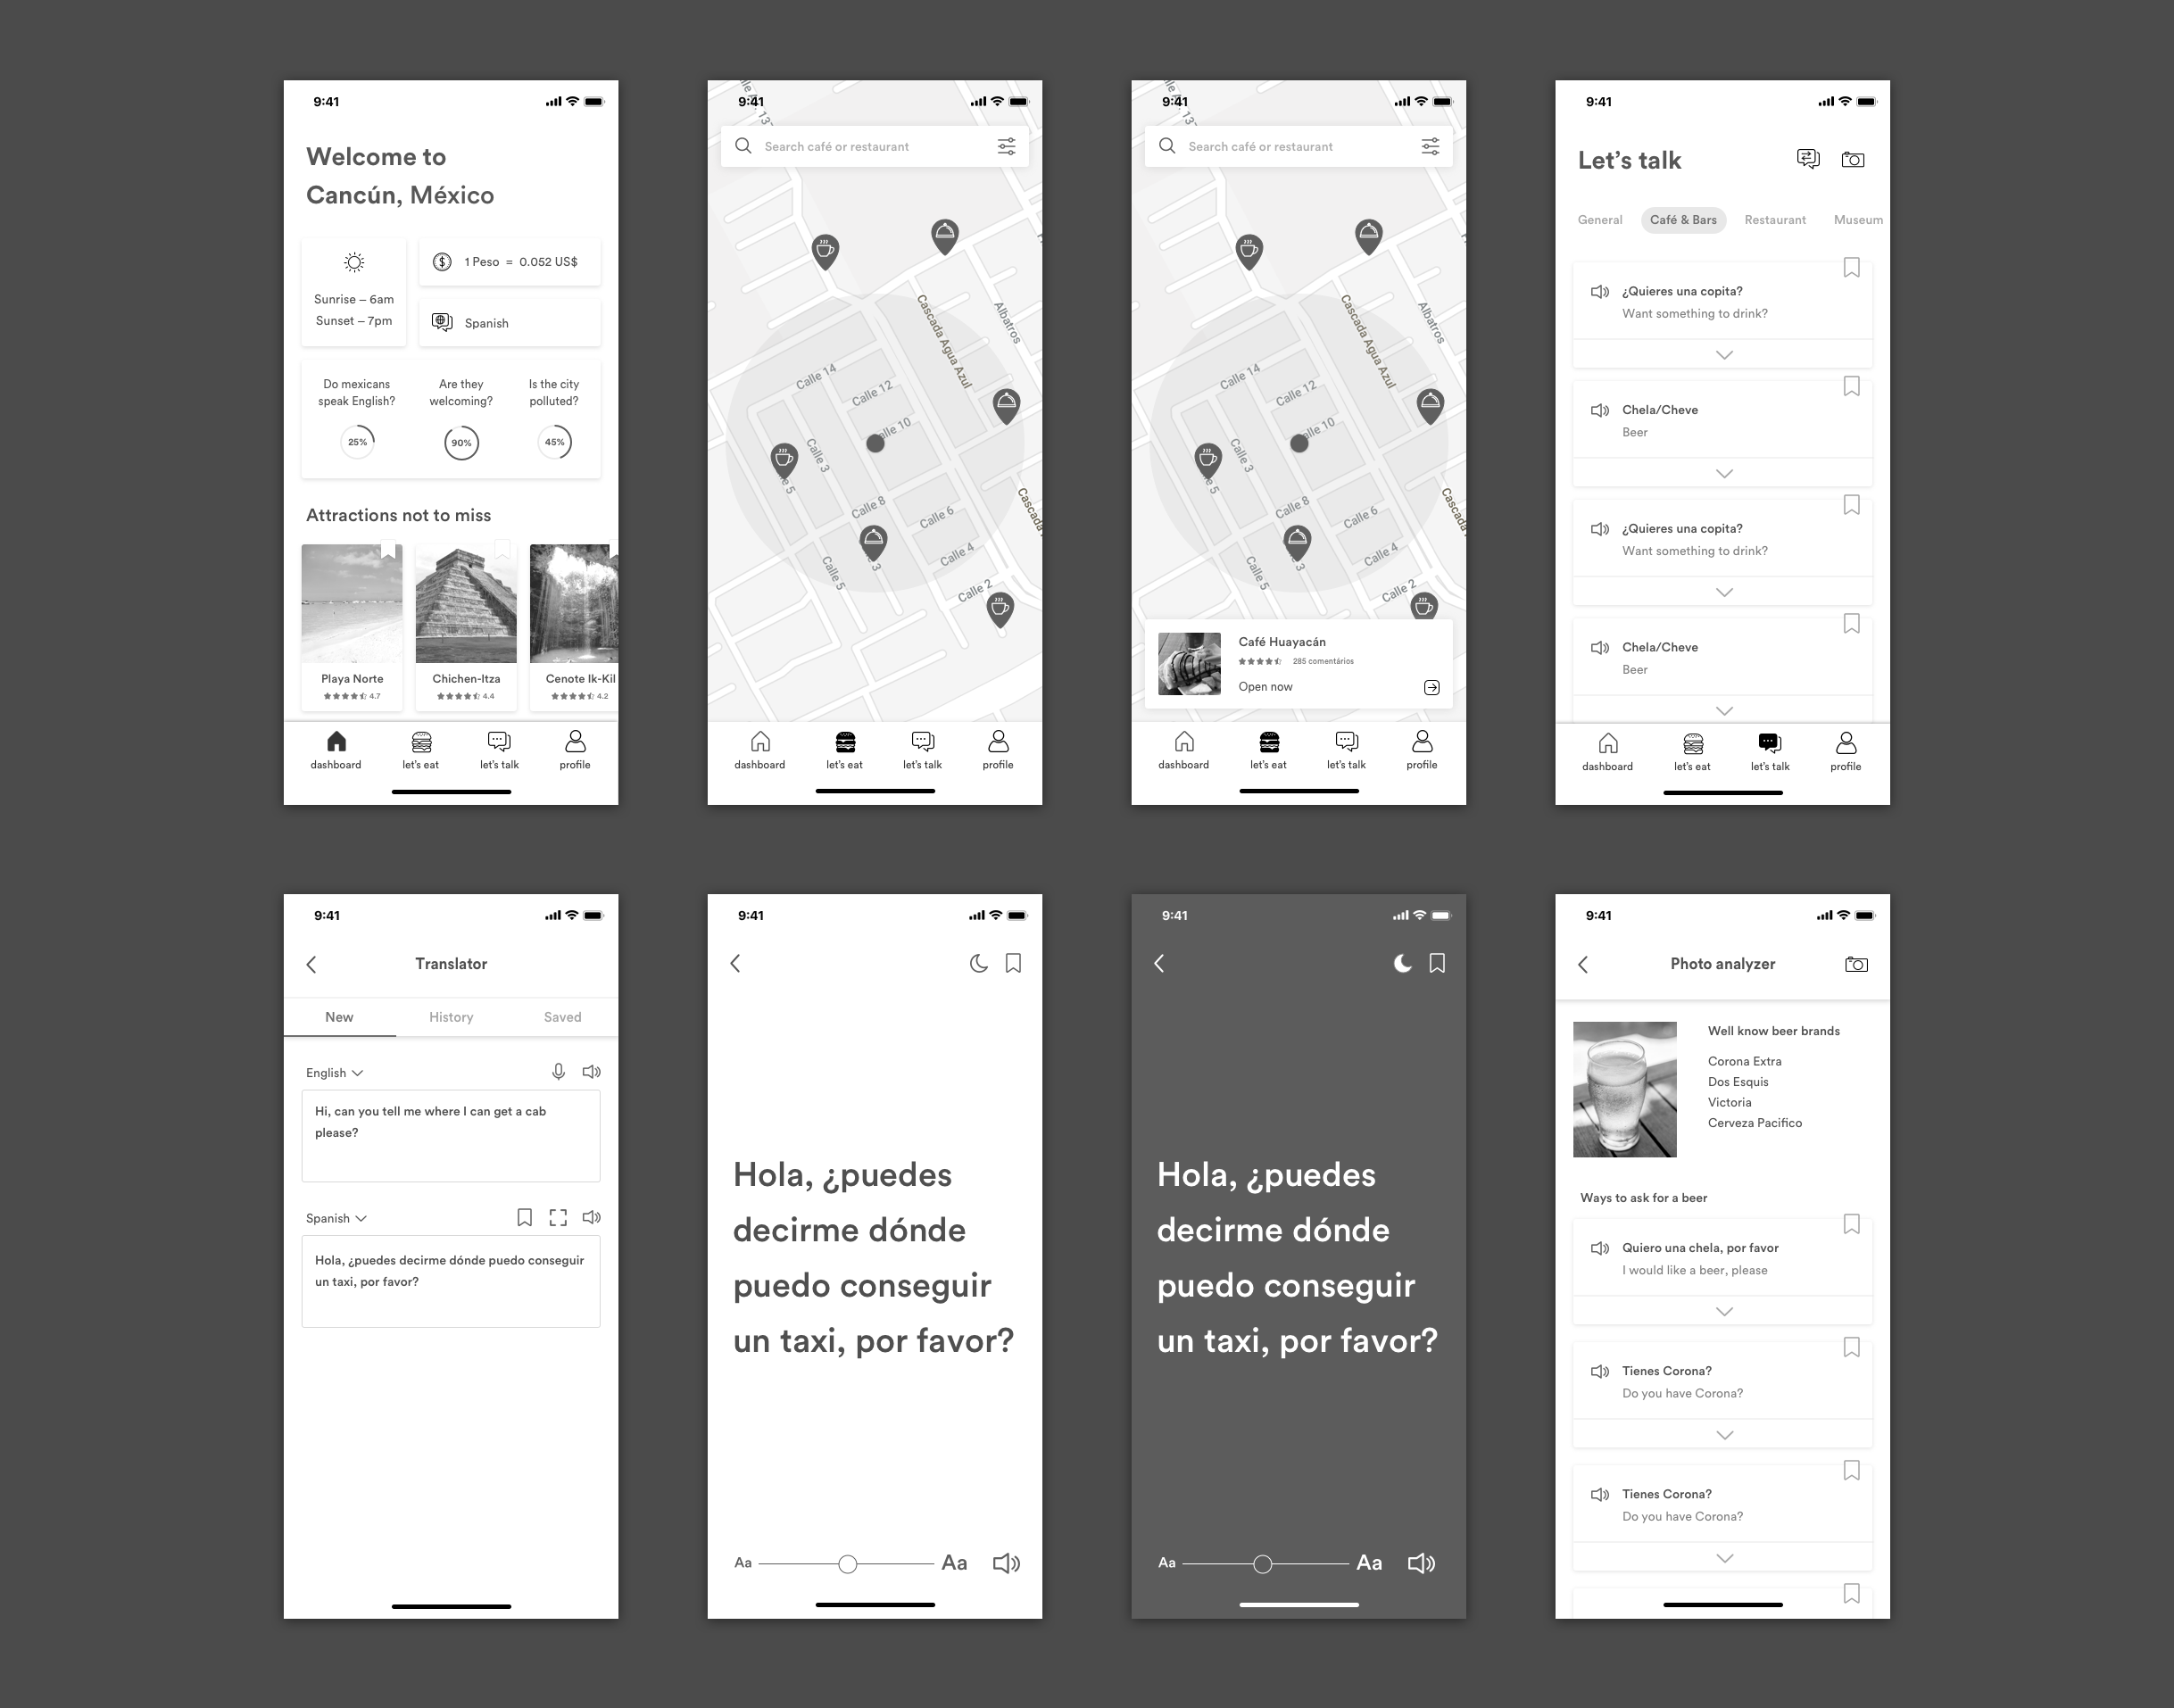 9:41
Welcome to
Cancún, México
Sunrise – 6am
Sunset – 7pm
1 Peso = 0.052 US$
Spanish
Do mexicans
speak English?
25%
Are they
welcoming?
90%
Is the city
polluted?
45%
Attractions not to miss
Playa Norte
4.7
Chichen-Itza
4.4
Cenote Ik-Kil
4.2
dashboard
let's eat
let's talk
profile
9:41
Search café or restaurant
Cascada Agua Azul
Albatros
Calle 14
Calle 12
Calle 10
Calle 3
Calle 8
Calle 6
Calle 4
Calle 5
Calle 2
dashboard
let's eat
let's talk
profile
9:41
Search café or restaurant
Cascada Agua Azul
Albatros
Calle 14
Calle 12
Calle 10
Calle 3
Calle 8
Calle 6
Calle 4
Calle 5
Calle 2
Café Huayacán
285 comentários
Open now
dashboard
let's eat
let's talk
profile
9:41
Let's talk
General
Café & Bars
Restaurant
Museum
¿Quieres una copita?
Want something to drink?
Chela/Cheve
Beer
¿Quieres una copita?
Want something to drink?
Chela/Cheve
Beer
dashboard
let's eat
let's talk
profile
9:41
Translator
New
History
Saved
English
Hi, can you tell me where I can get a cab
please?
Spanish
Hola, ¿puedes decirme dónde puedo conseguir
un taxi, por favor?
9:41
Hola, ¿puedes
decirme dónde
puedo conseguir
un taxi, por favor?
Aa
Aa
9:41
Hola, ¿puedes
decirme dónde
puedo conseguir
un taxi, por favor?
Aa
Aa
9:41
Photo analyzer
Well know beer brands
Corona Extra
Dos Esquis
Victoria
Cerveza Pacifico
Ways to ask for a beer
Quiero una chela, por favor
I would like a beer, please
Tienes Corona?
Do you have Corona?
Tienes Corona?
Do you have Corona?